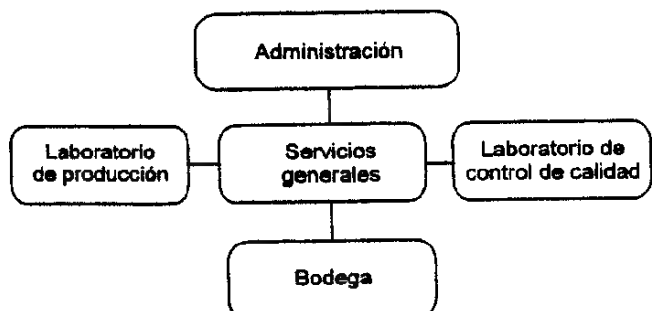 Administración
Laboratorio
de producción
Servicios
generales
Laboratorio de
control de calidad
Bodega